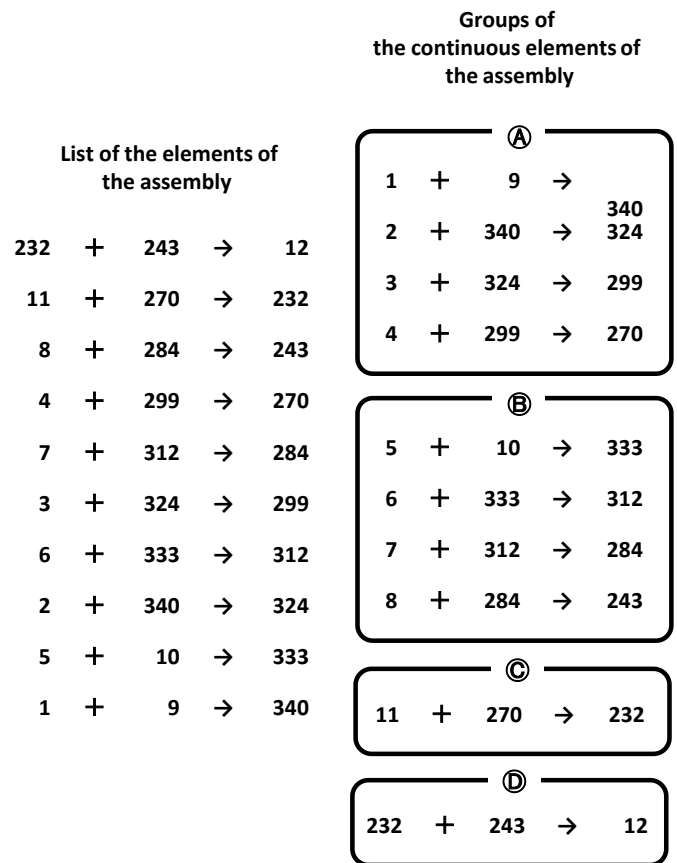 Groups of
the continuous elements of
the assembly
List of the elements of
the assembly
232 + 243 → 12
11 + 270 → 232
8 + 284 → 243
4 + 299 → 270
7 + 312 → 284
3 + 324 → 299
6 + 333 → 312
2 + 340 → 324
5 + 10 → 333
1 + 9 → 340
Ⓐ
1 + 9 →
340
2 + 340 → 324
3 + 324 → 299
4 + 299 → 270
Ⓑ
5 + 10 → 333
6 + 333 → 312
7 + 312 → 284
8 + 284 → 243
Ⓒ
11 + 270 → 232
Ⓓ
232 + 243 → 12